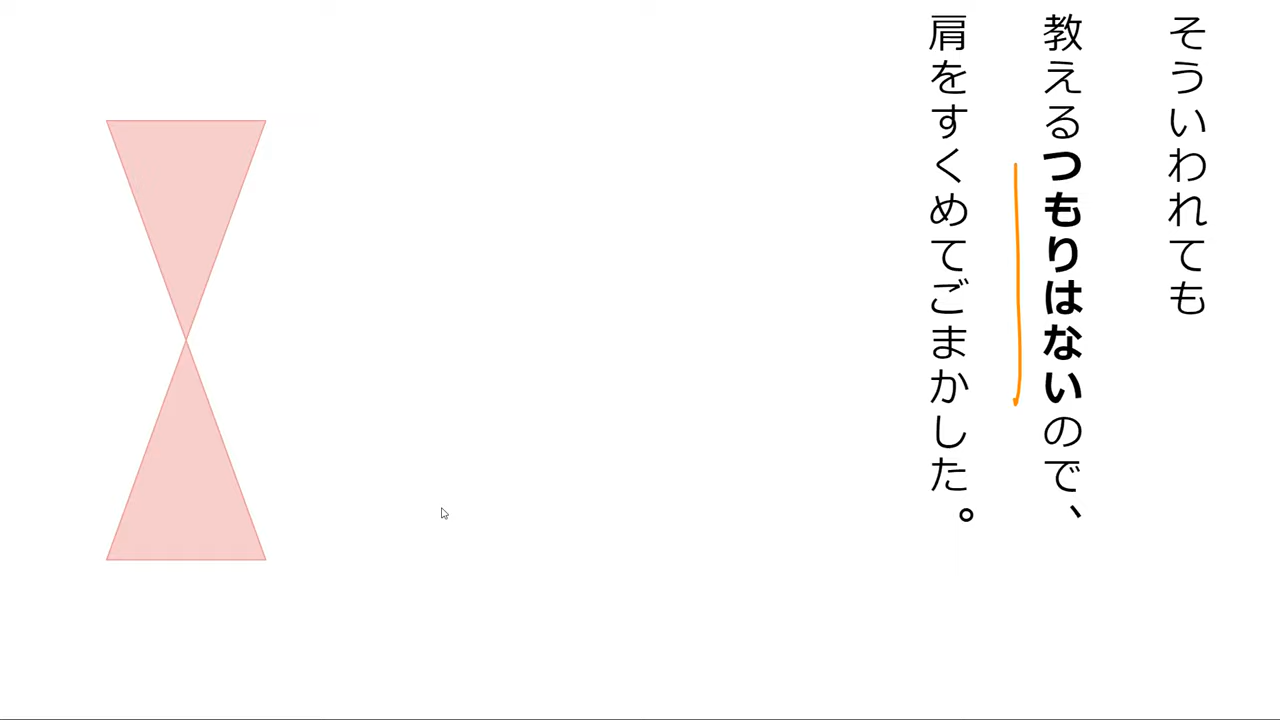 そういわれても
教えるつもりはないので、
肩をすくめてごまかした。